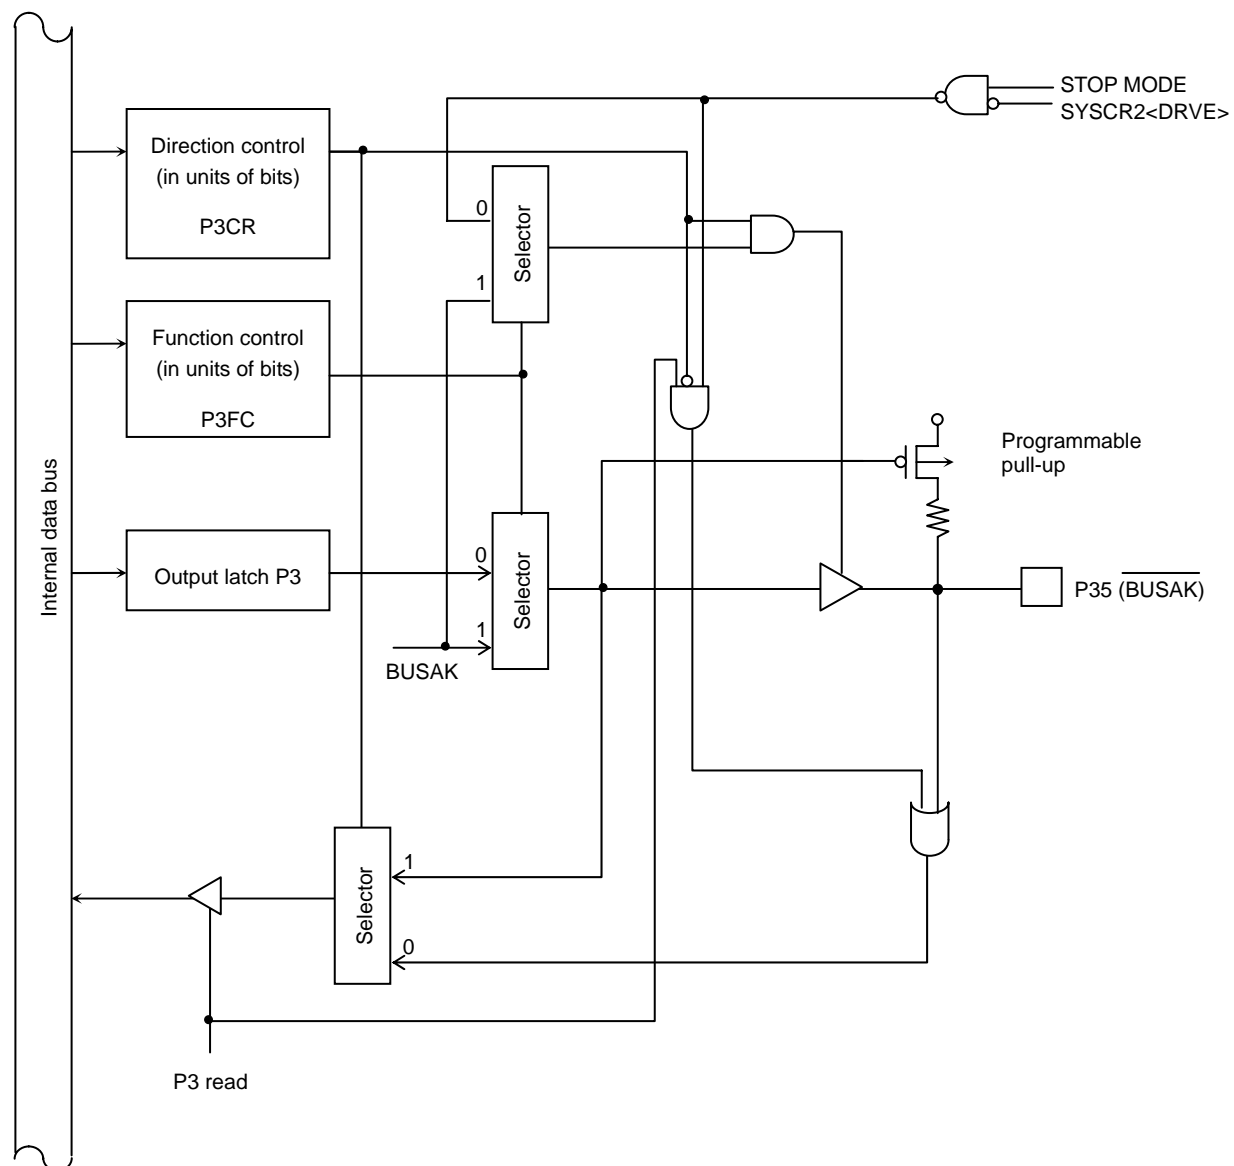 STOP MODE
SYSCR2<DRVE>
Direction control
(in units of bits)
P3CR
0
Selector
1
Function control
(in units of bits)
P3FC
Programmable
pull-up
Internal data bus
Output latch P3
0
Selector
1
BUSAK
P35 (BUSAK)
1
Selector
0
P3 read